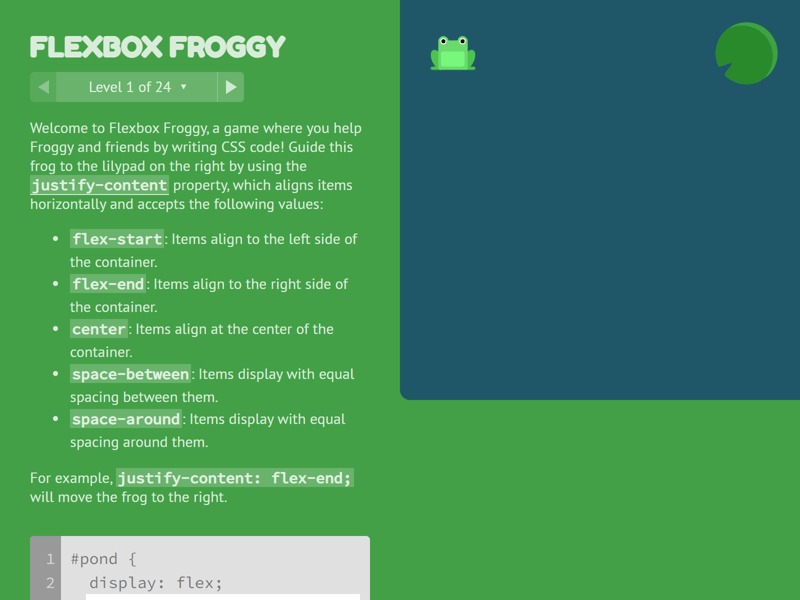 FLEXBOX FROGGY
Level 1 of 24 ▼
Welcome to Flexbox Froggy, a game where you help
Froggy and friends by writing CSS code! Guide this
frog to the lilypad on the right by using the
justify-content property, which aligns items
horizontally and accepts the following values:
• flex-start: Items align to the left side of
the container.
• flex-end: Items align to the right side of
the container.
• center: Items align at the center of the
container.
• space-between: Items display with equal
spacing between them.
• space-around: Items display with equal
spacing around them.
For example, justify-content: flex-end;
will move the frog to the right.
1 #pond {
2 display: flex;